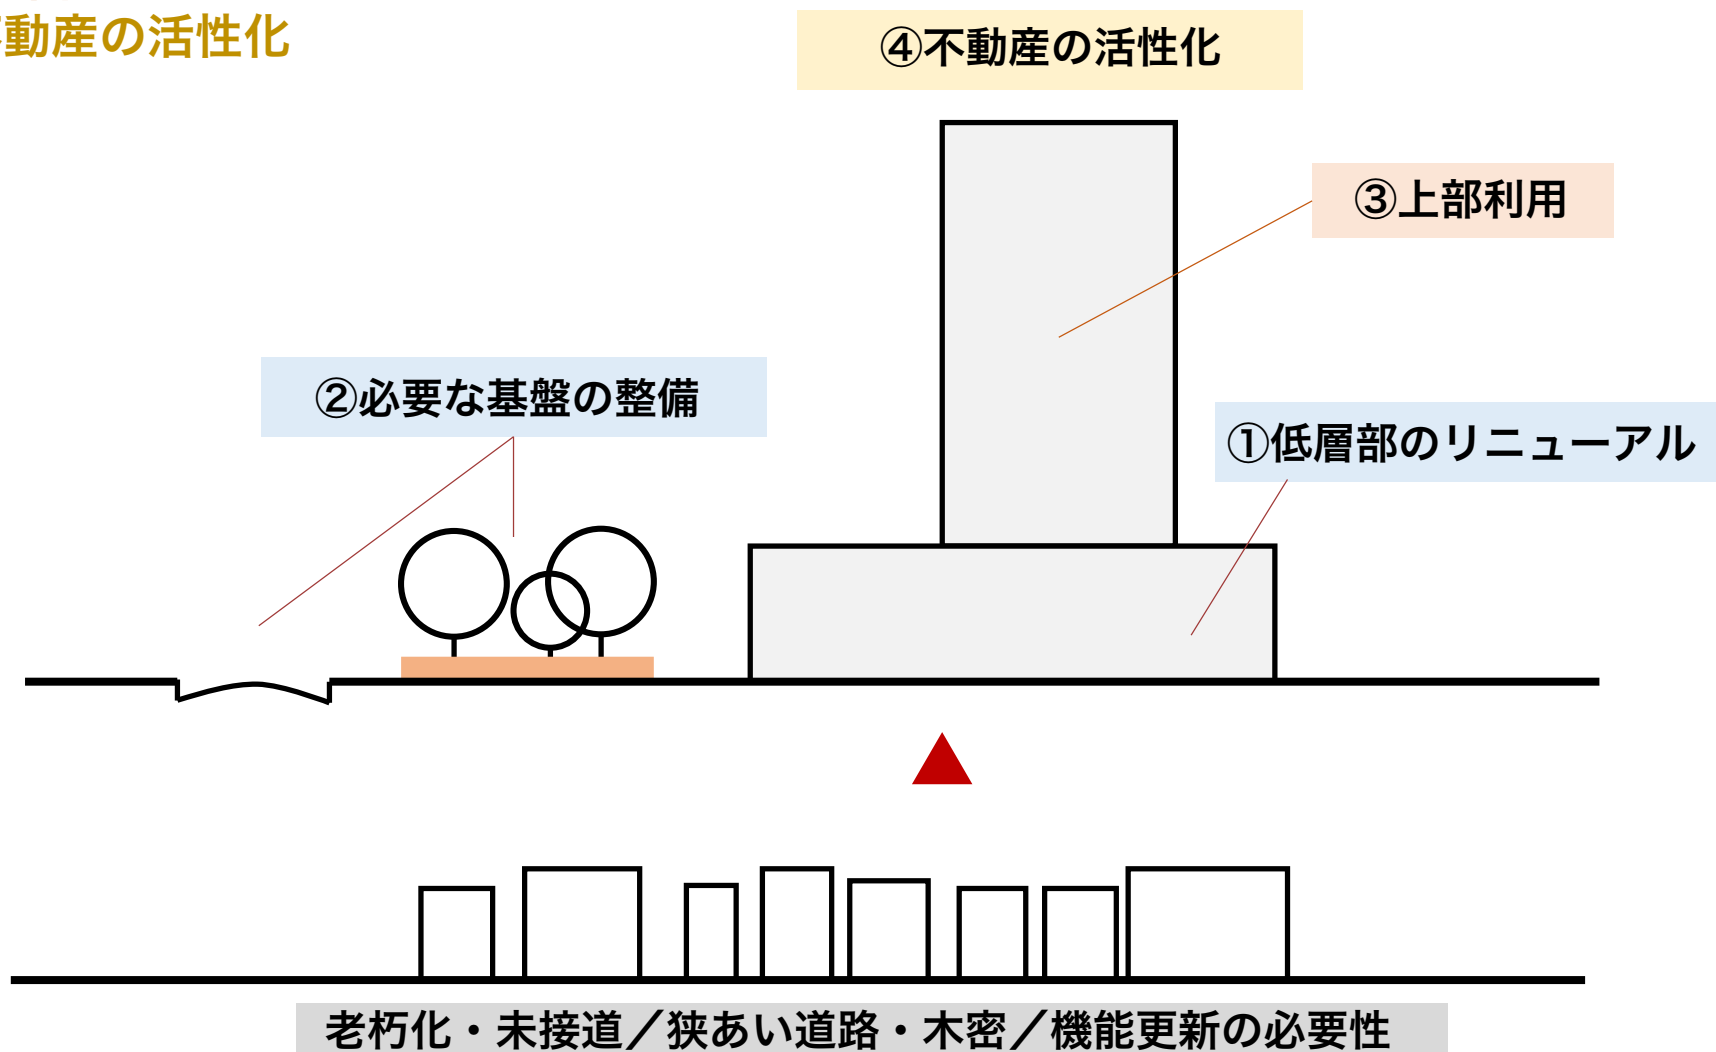 動産の活性化
④不動産の活性化
③上部利用
②必要な基盤の整備
①低層部のリニューアル
老朽化・未接道／狭あい道路・木密／機能更新の必要性